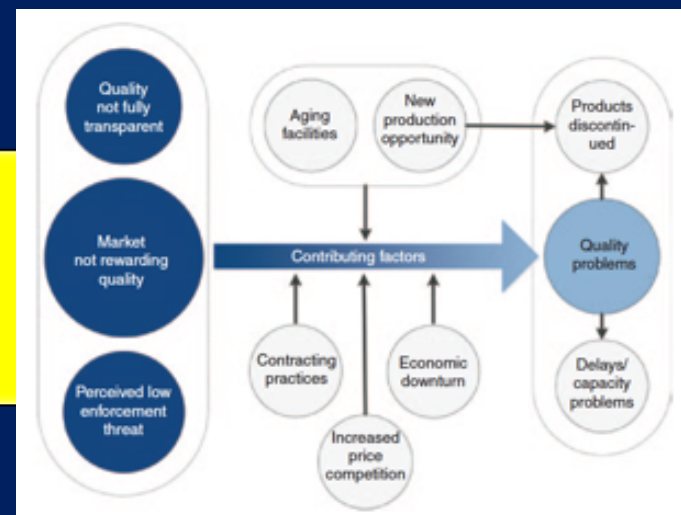 Quality
not fully
transparent
Market
not rewarding
quality
Perceived low
enforcement
threat
Aging
facilities
New
production
opportunity
Contributing factors
Contracting
practices
Increased
price
competition
Economic
downturn
Products
discontin-
ued
Quality
problems
Delays/
capacity
problems